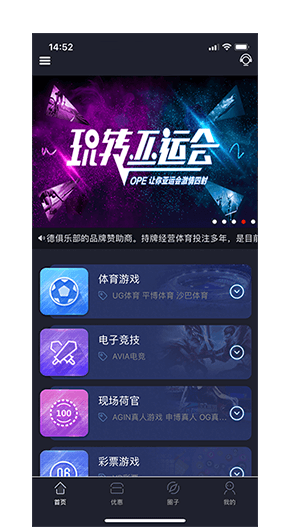 14:52
玩转亚运会
OPE 让你亚运会激情四射
德俱乐部的品牌赞助商。持牌经营体育投注多年，是目前
体育游戏
UG体育 平博体育 沙巴体育
电子竞技
AVIA电竞
现场荷官
100
AGIN真人游戏 申博真人 OG真...
彩票游戏
首页
优惠
圈子
我的